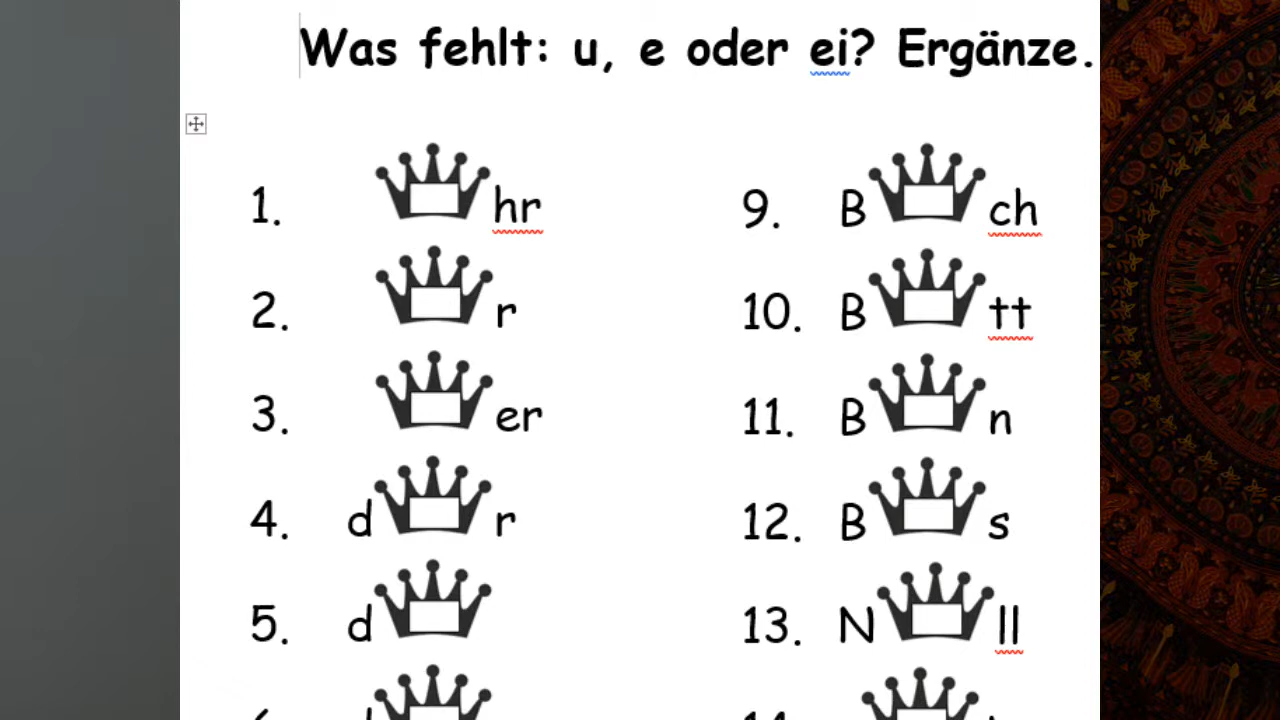 Was fehlt: u, e oder ei? Ergänze.
1. hr
2. r
3. er
4. d r
5. d
9. B ch
10. B tt
11. B n
12. B s
13. N ll